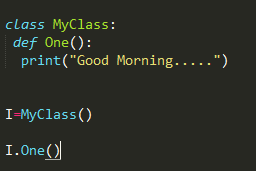 class MyClass:
 def One():
  print("Good Morning.....")
I=MyClass()
I.One()